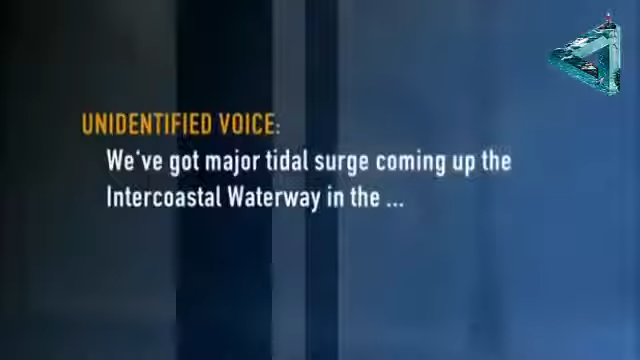 UNIDENTIFIED VOICE:
We've got major tidal surge coming up the
Intercoastal Waterway in the ...